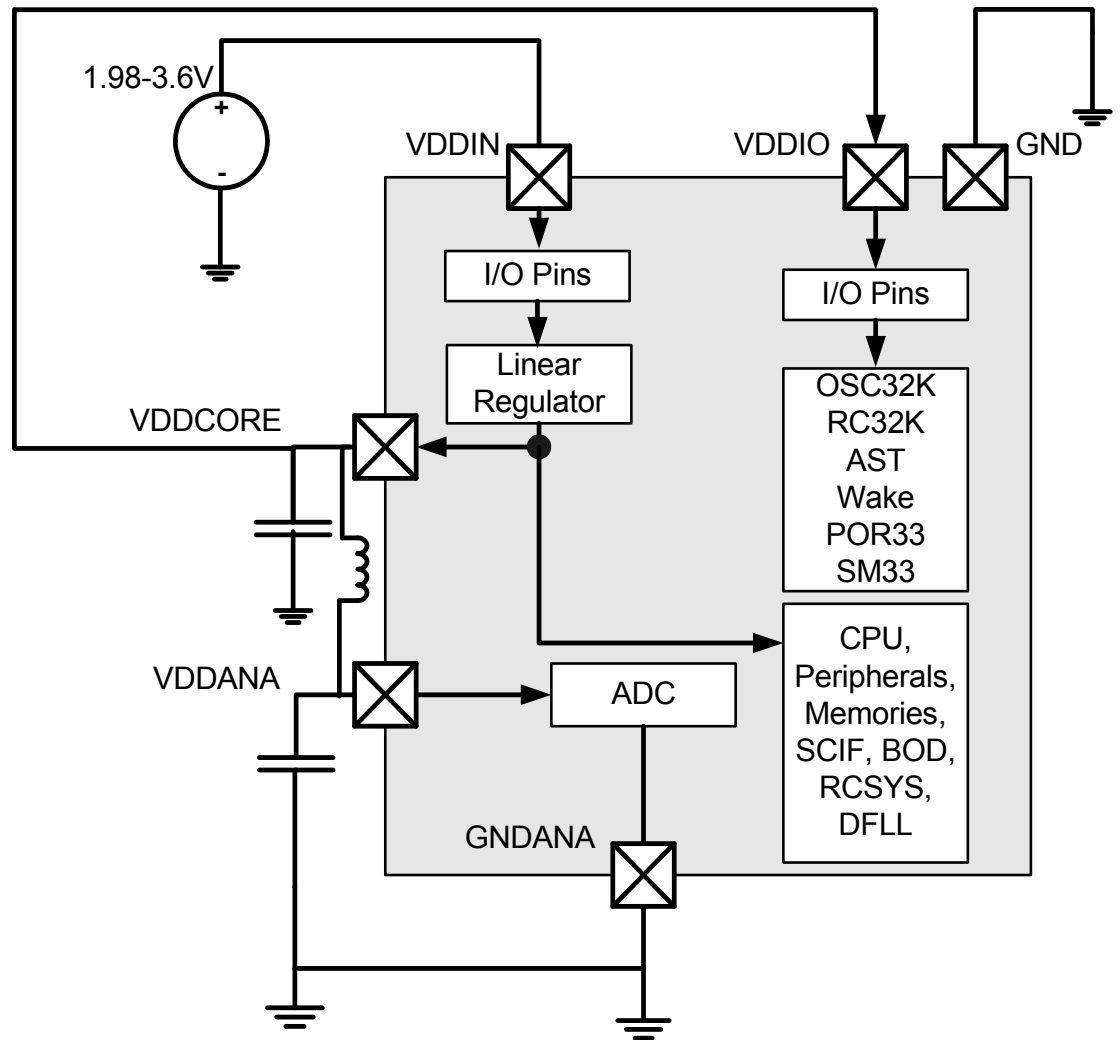 1.98-3.6V
+
-
VDDIN
VDDIO
GND
I/O Pins
I/O Pins
Linear
Regulator
OSC32K
RC32K
AST
Wake
POR33
SM33
VDDCORE
CPU,
Peripherals,
Memories,
SCIF, BOD,
RCSYS,
DFLL
VDDANA
ADC
GNDANA